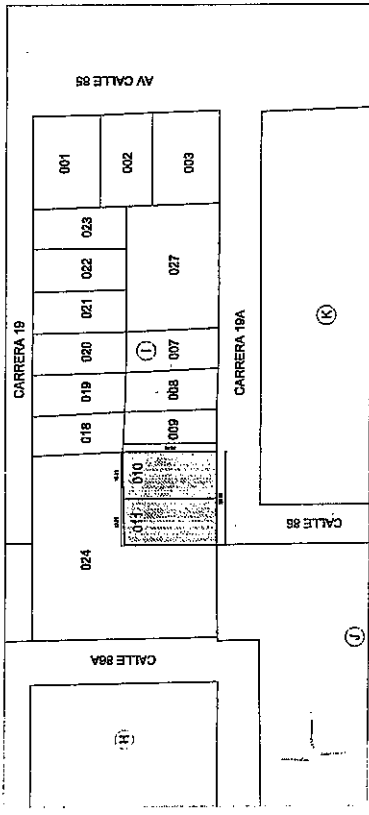 CARRERA 19
AV CALLE 85
001
002
003
023
022
021
020
019
018
027
I
007
008
009
010
011
024
CARRERA 19A
K
CALLE 86
CALLE 86A
H
J